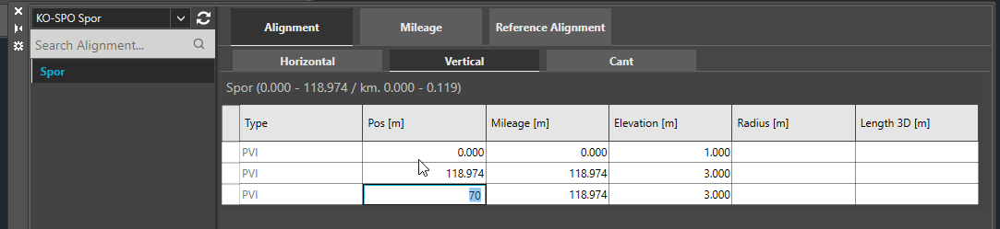 KO-SPO Spor
Search Alignment...
Spor
Alignment Mileage Reference Alignment
Horizontal Vertical Cant
Spor (0.000 - 118.974 / km. 0.000 - 0.119)
Type Pos [m] Mileage [m] Elevation [m] Radius [m] Length 3D [m]
PVI 0.000 0.000 1.000
PVI 118.974 118.974 3.000
PVI 70 118.974 3.000